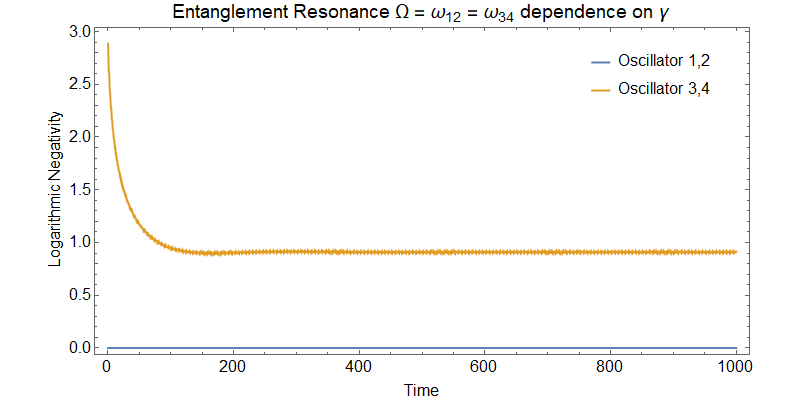 Entanglement Resonance Ω = ω₁₂ = ω₃₄ dependence on γ
Oscillator 1,2
Oscillator 3,4
Logarithmic Negativity
3.0
2.5
2.0
1.5
1.0
0.5
0.0
0 200 400 600 800 1000
Time